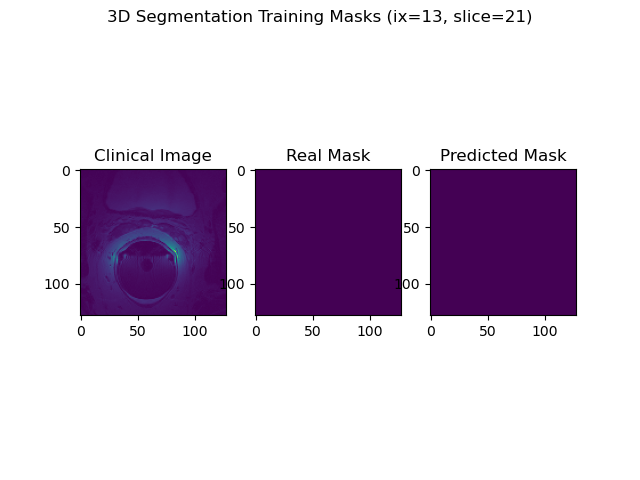 3D Segmentation Training Masks (ix=13, slice=21)
Clinical Image Real Mask Predicted Mask
0 0 0
50 50 50
100 100 100
0 50 100 0 50 100 0 50 100